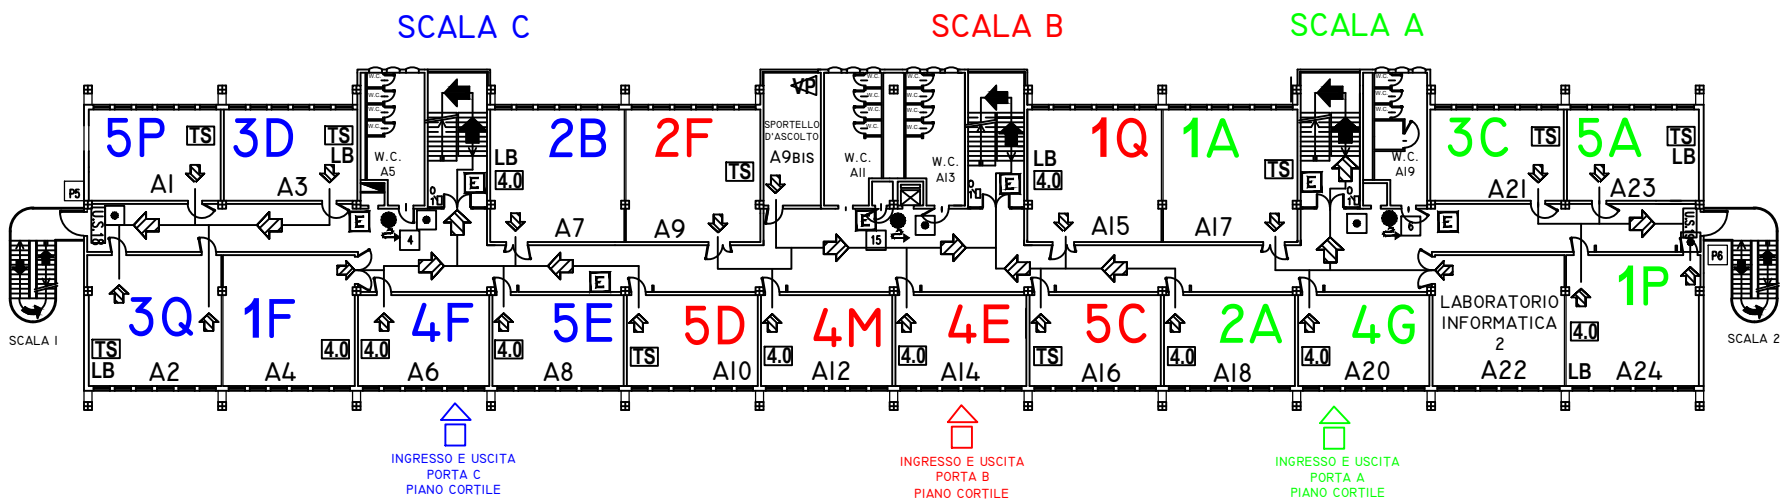 SCALA C
SCALA B
SCALA A
W.C.
W.C.
W.C.
W.C.
W.C.
A5
W.C.
W.C.
W.C.
W.C.
W.C.
A11
W.C.
W.C.
W.C.
W.C.
W.C.
A13
W.C.
W.C.
W.C.
W.C.
A19
5P
TS
A1
3D
TS
LB
A3
LB
4.0
2B
A7
2F
TS
A9
SPORTELLO
D'ASCOLTO
A9BIS
VP
LB
4.0
1Q
A15
1A
TS
A17
3C
TS
A21
5A
TS
LB
A23
P5
U.S.18
E
E
4
E
15
E
E
6
E
E
P6
SCALA 1
3Q
TS
LB
A2
1F
4.0
A4
4F
4.0
A6
5E
4.0
A8
5D
TS
A10
4M
4.0
A12
4E
4.0
A14
5C
TS
A16
2A
4.0
A18
4G
4.0
A20
LABORATORIO
INFORMATICA
2
A22
1P
4.0
LB
A24
SCALA 2
INGRESSO E USCITA
PORTA C
PIANO CORTILE
INGRESSO E USCITA
PORTA B
PIANO CORTILE
INGRESSO E USCITA
PORTA A
PIANO CORTILE